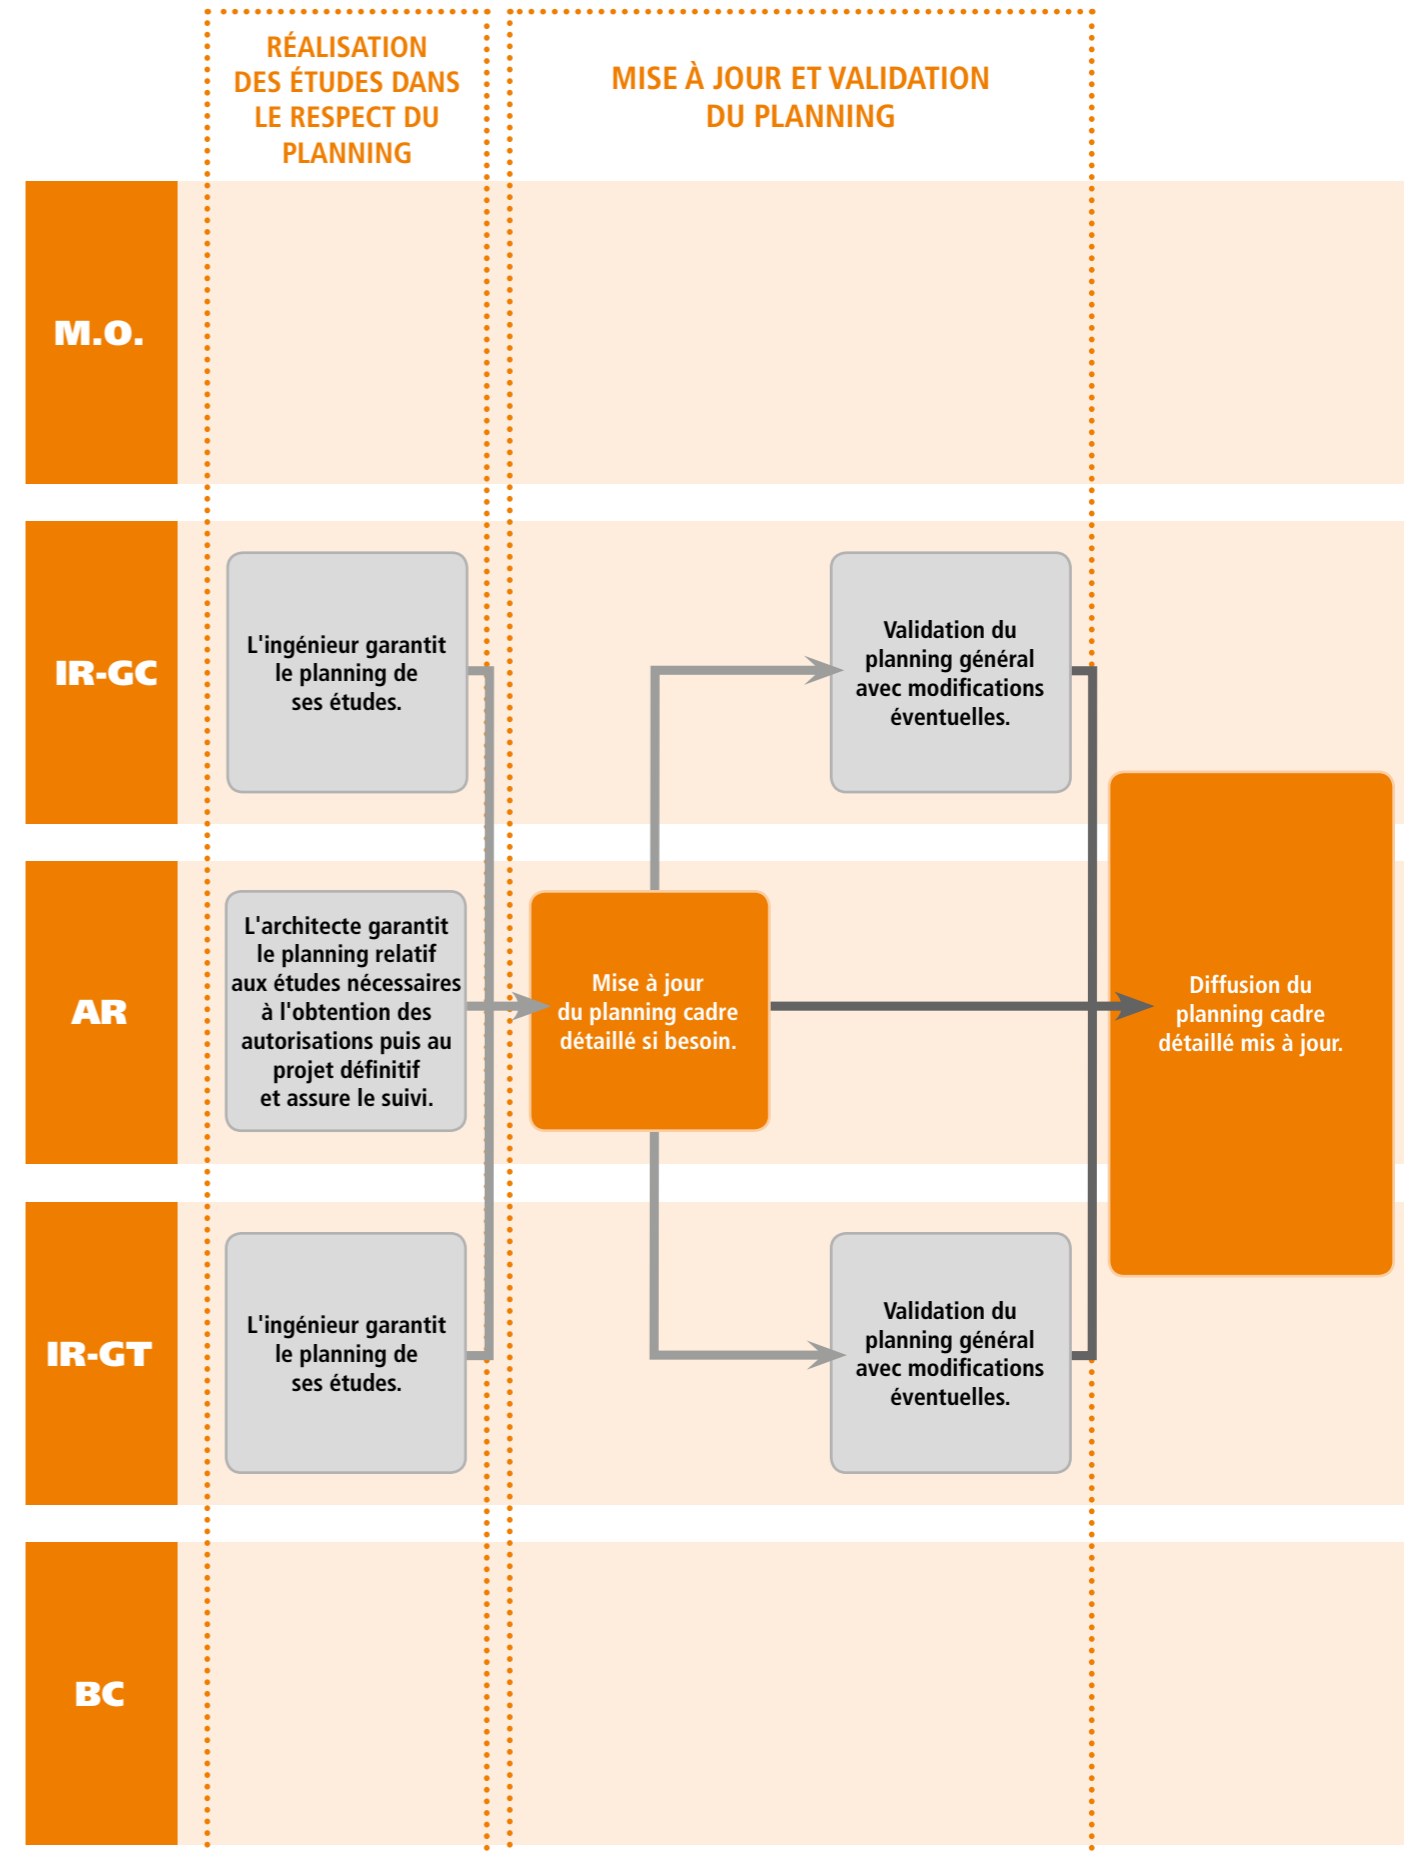 RÉALISATION
DES ÉTUDES DANS
LE RESPECT DU
PLANNING
MISE À JOUR ET VALIDATION
DU PLANNING
M.O.
IR-GC
L'ingénieur garantit
le planning de
ses études.
Validation du
planning général
avec modifications
éventuelles.
AR
L'architecte garantit
le planning relatif
aux études nécessaires
à l'obtention des
autorisations puis au
projet définitif
et assure le suivi.
Mise à jour
du planning cadre
détaillé si besoin.
Diffusion du
planning cadre
détaillé mis à jour.
IR-GT
L'ingénieur garantit
le planning de
ses études.
Validation du
planning général
avec modifications
éventuelles.
BC